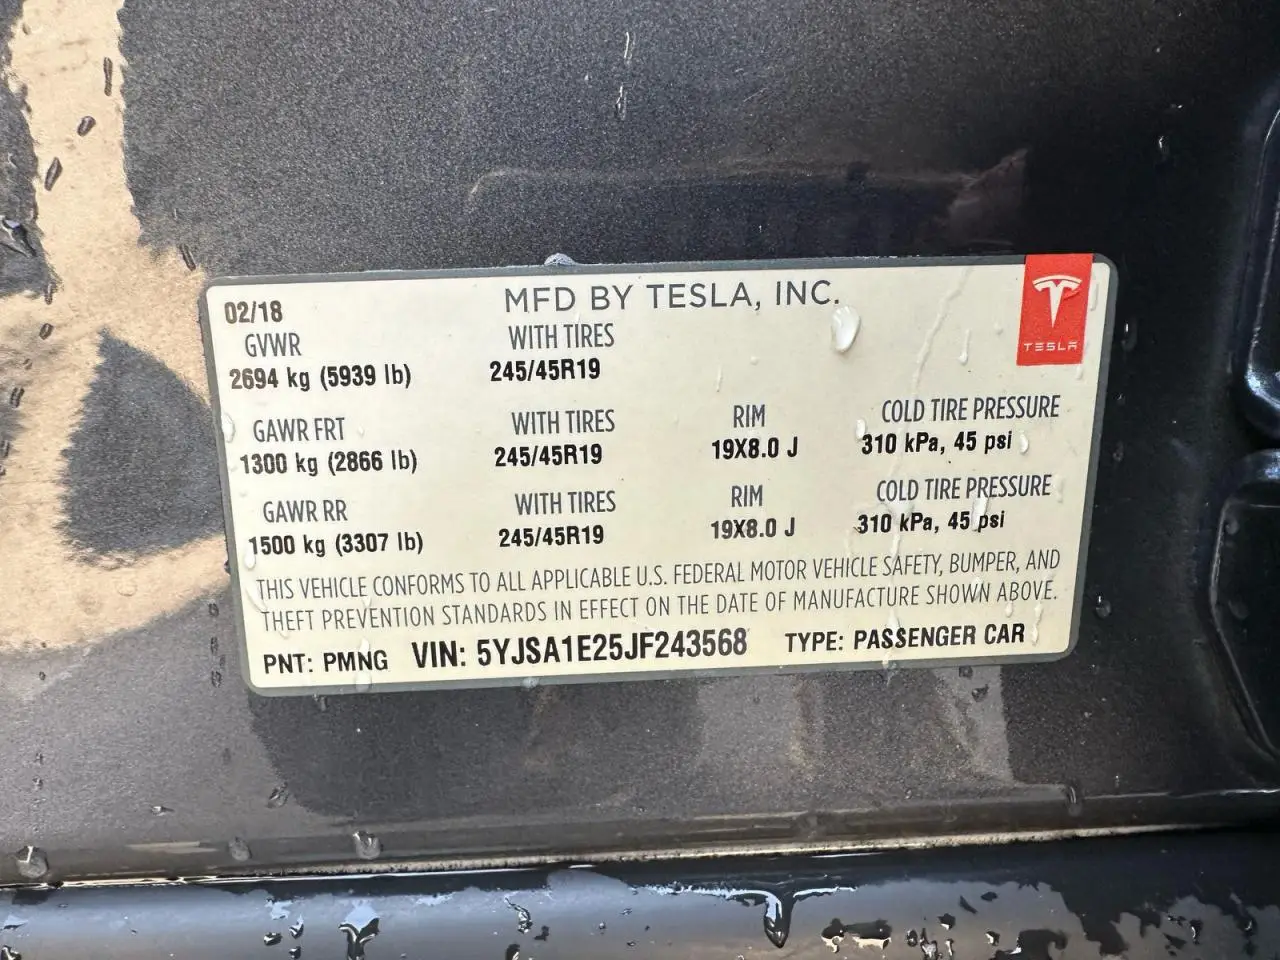 02/18 MFD BY TESLA, INC.
TESLA
GVWR WITH TIRES
2694 kg (5939 lb) 245/45R19
GAWR FRT WITH TIRES RIM COLD TIRE PRESSURE
1300 kg (2866 lb) 245/45R19 19X8.0 J 310 kPa, 45 psi
GAWR RR WITH TIRES RIM COLD TIRE PRESSURE
1500 kg (3307 lb) 245/45R19 19X8.0 J 310 kPa, 45 psi
THIS VEHICLE CONFORMS TO ALL APPLICABLE U.S. FEDERAL MOTOR VEHICLE SAFETY, BUMPER, AND
THEFT PREVENTION STANDARDS IN EFFECT ON THE DATE OF MANUFACTURE SHOWN ABOVE.
PNT: PMNG VIN: 5YJSA1E25JF243568 TYPE: PASSENGER CAR